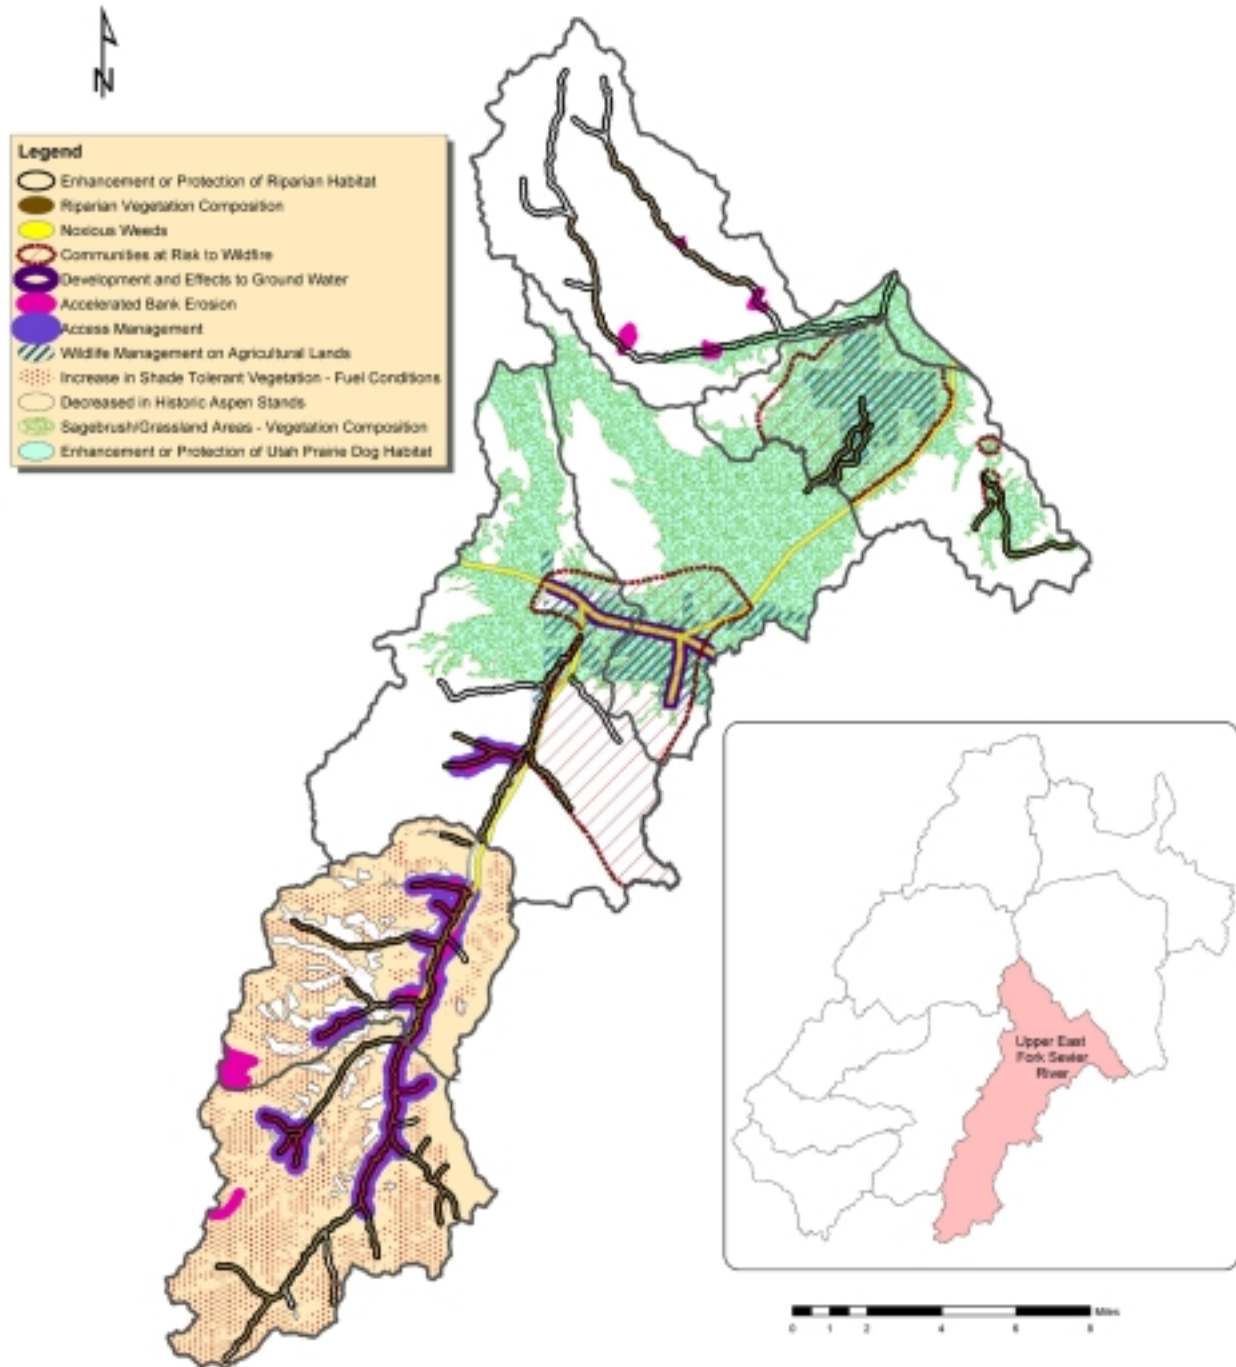 N
Legend
Enhancement or Protection of Riparian Habitat
Riparian Vegetation Composition
Noxious Weeds
Communities at Risk to Wildfire
Development and Effects to Ground Water
Accelerated Bank Erosion
Access Management
Wildlife Management on Agricultural Lands
Increase in Shade Tolerant Vegetation - Fuel Conditions
Decreased in Historic Aspen Stands
Sagebrush/Grassland Areas - Vegetation Composition
Enhancement or Protection of Utah Prairie Dog Habitat
Upper East
Fork Sevier
River
Miles
0 1 2 4 6 8